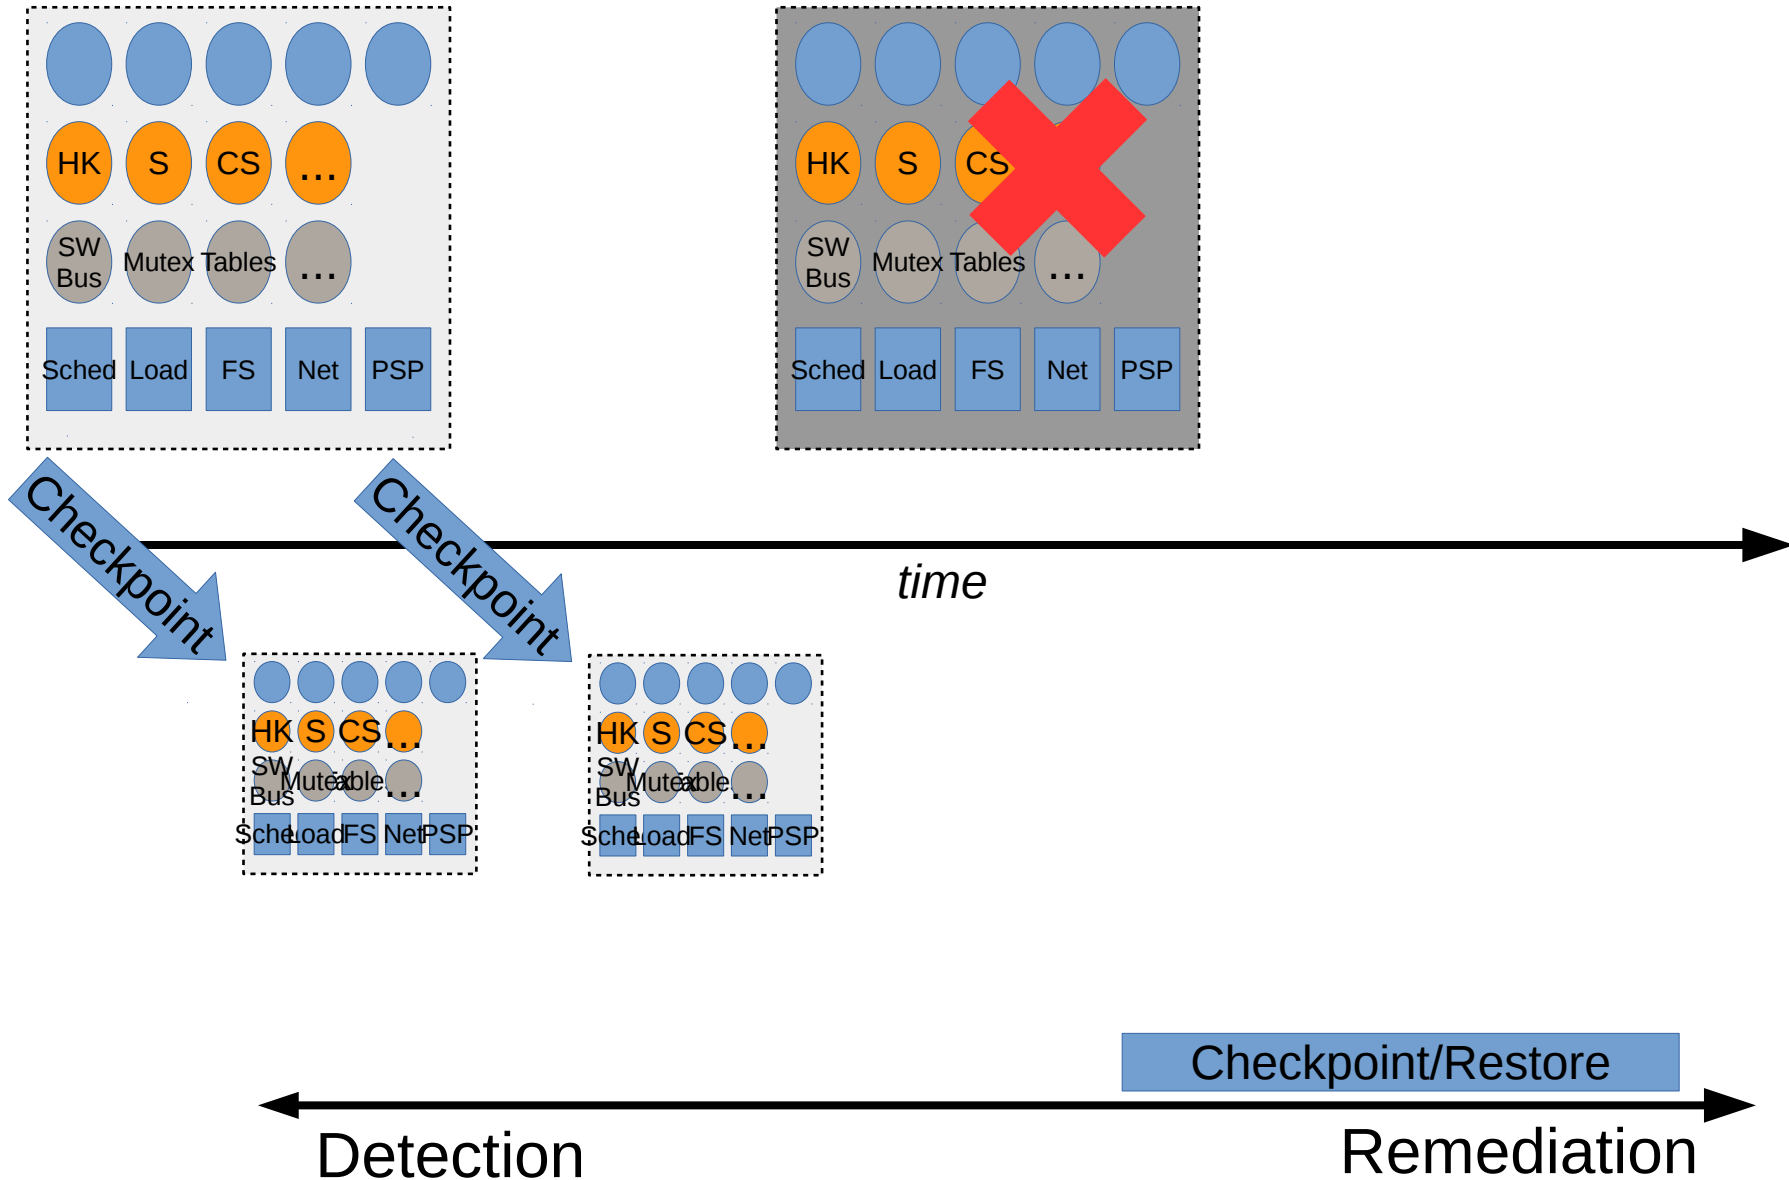 HK S CS ...
SW
Bus
Mutex Tables ...
Sched Load FS Net PSP
HK S CS
SW
Bus
Mutex Tables ...
Sched Load FS Net PSP
Checkpoint
Checkpoint
time
HK S CS ...
SW
Bus
Mutex ...
Load FS Net PSP
HK S CS ...
SW
Bus
Mutex ...
Load FS Net PSP
Checkpoint/Restore
Detection
Remediation